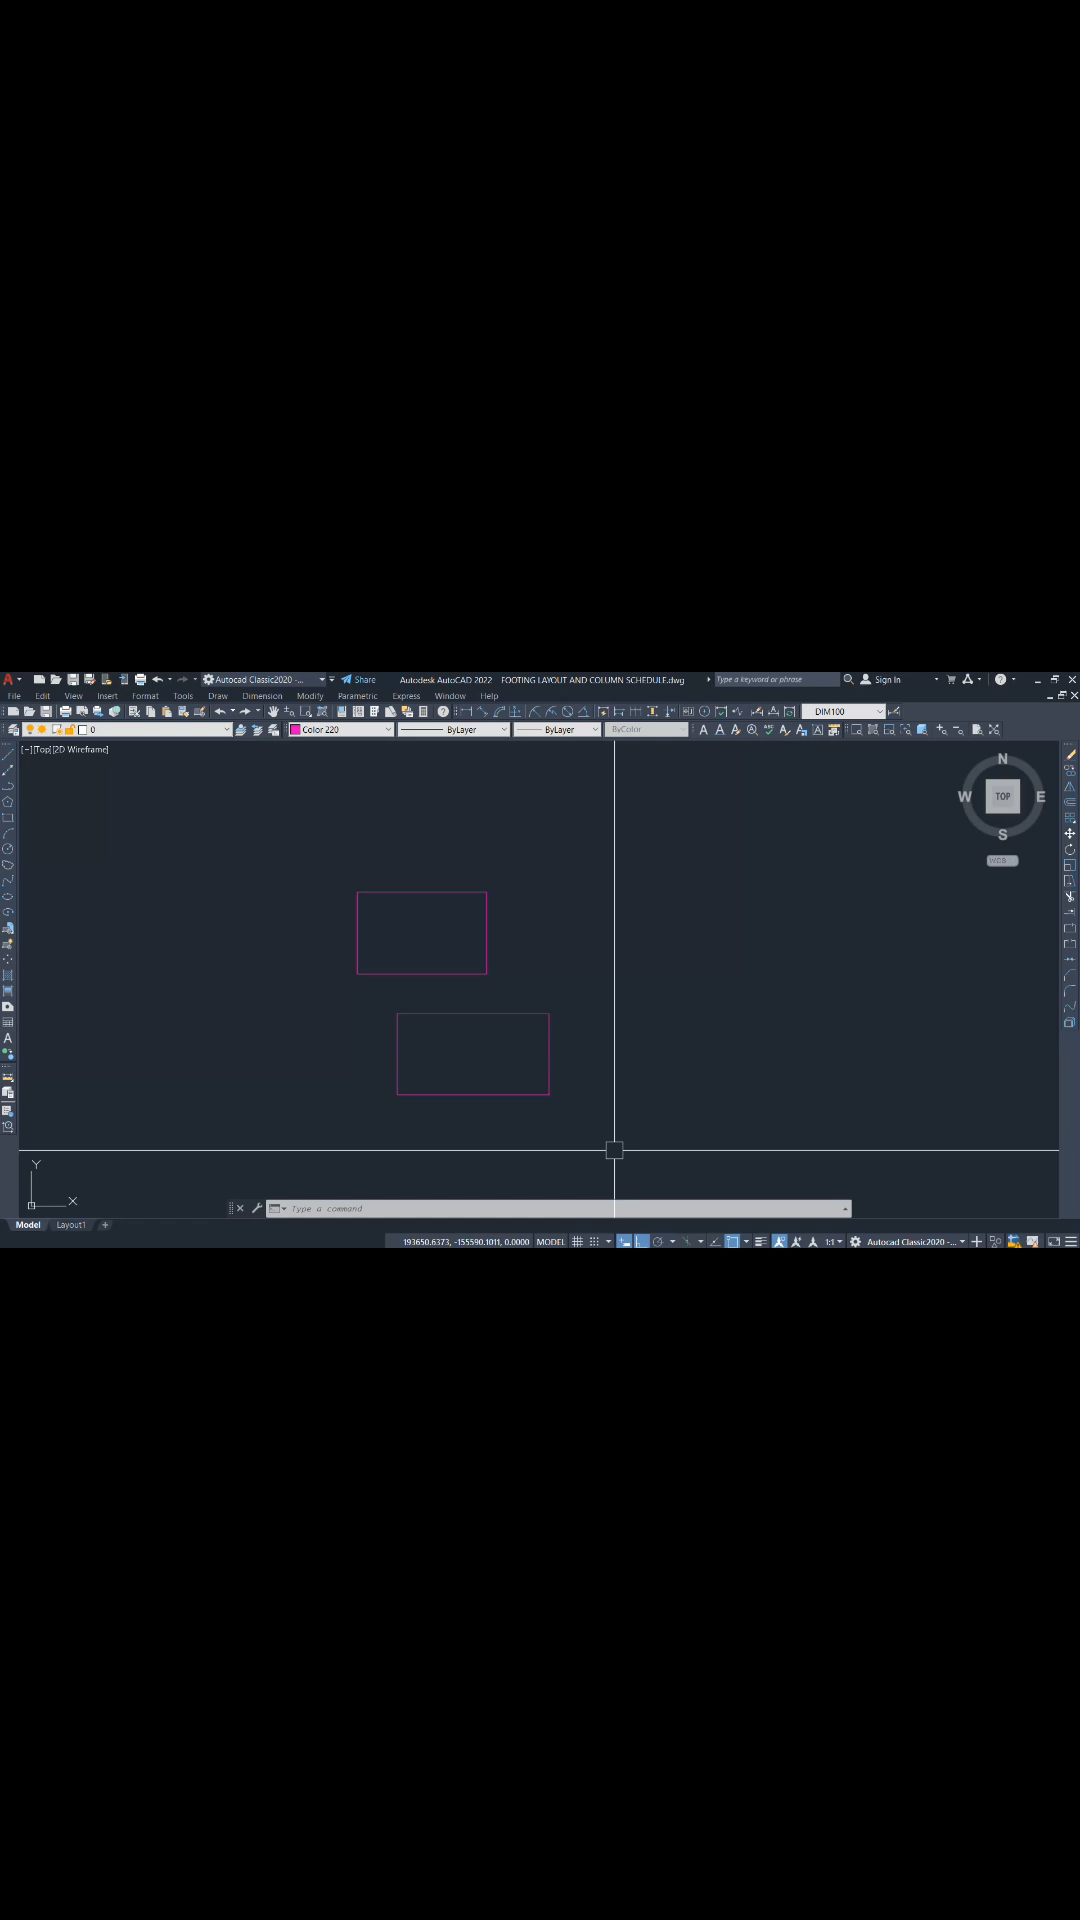 Autocad Classic2020 -... Share Autodesk AutoCAD 2022 FOOTING LAYOUT AND COLUMN SCHEDULE.dwg Type a keyword or phrase Sign In
File Edit View Insert Format Tools Draw Dimension Modify Parametric Express Window Help
DIM100
0 Color 220 ByLayer ByLayer ByColor
[−][Top][2D Wireframe]
N
W TOP E
S
WCS
Y
X
Type a command
Model Layout1
193650.6373, -155590.1011, 0.0000 MODEL 1:1 Autocad Classic2020 -...